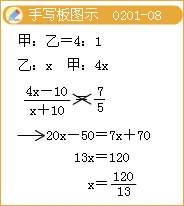 手写板图示 0201-08
甲：乙=4：1
乙：x 甲：4x
(4x-10)/(x+10) = 7/5
→20x-50=7x+70
13x=120
x=120/13